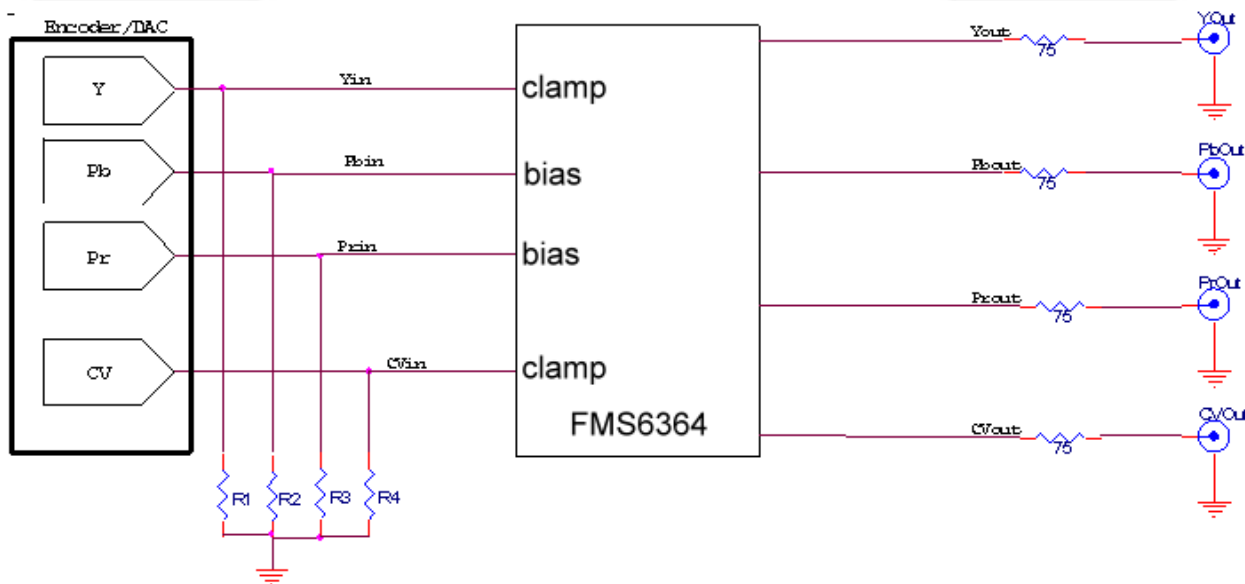 Encoder/DAC
Y
Yin
clamp
Yout
75
YOut
Pb
Pbin
bias
Pbout
75
PbOut
Pr
Prin
bias
Prout
75
PrOut
CV
CVin
clamp
FMS6364
CVout
75
CVOut
R1
R2
R3
R4